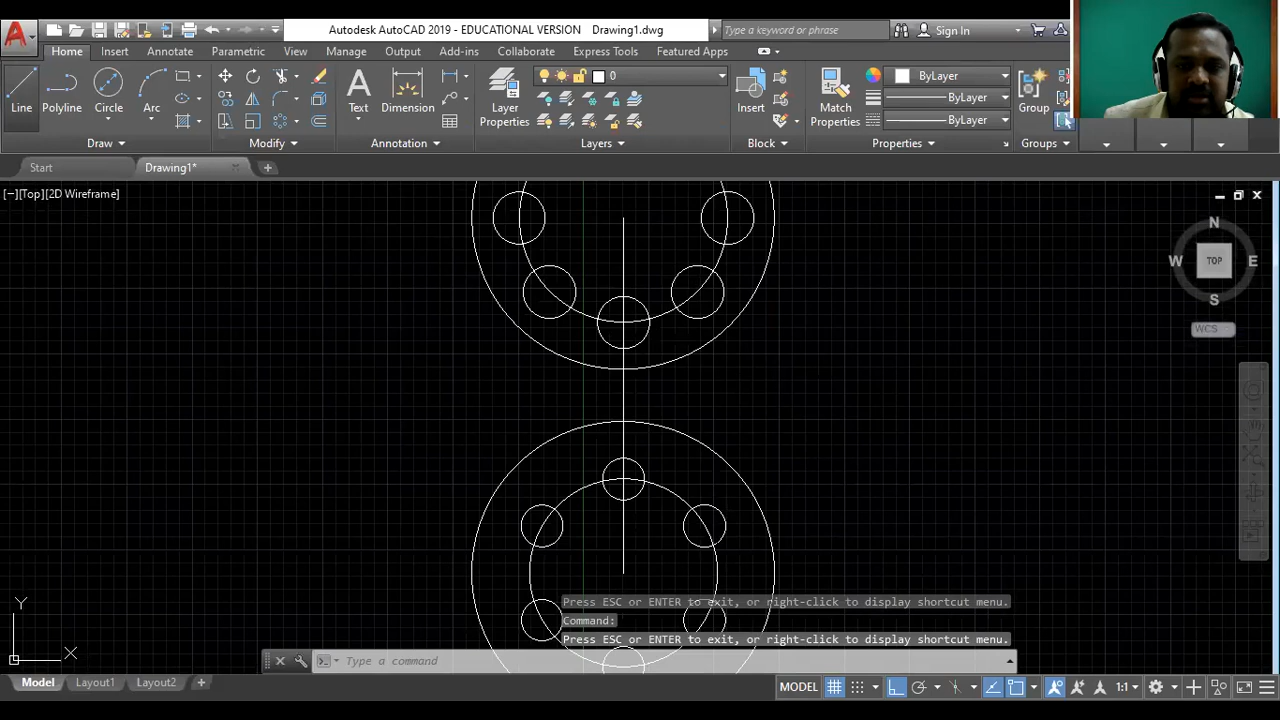 Autodesk AutoCAD 2019 - EDUCATIONAL VERSION Drawing1.dwg
Type a keyword or phrase
Sign In
Home Insert Annotate Parametric View Manage Output Add-ins Collaborate Express Tools Featured Apps
Line Polyline Circle Arc
Text Dimension
Layer Properties
0
Insert
Match Properties
ByLayer
ByLayer
ByLayer
Group
Draw Modify Annotation Layers Block Properties Groups
Start Drawing1*
[−][Top][2D Wireframe]
N
W TOP E
S
WCS
Y
X
Press ESC or ENTER to exit, or right-click to display shortcut menu.
Command:
Press ESC or ENTER to exit, or right-click to display shortcut menu.
Type a command
Model Layout1 Layout2 +
MODEL 1:1